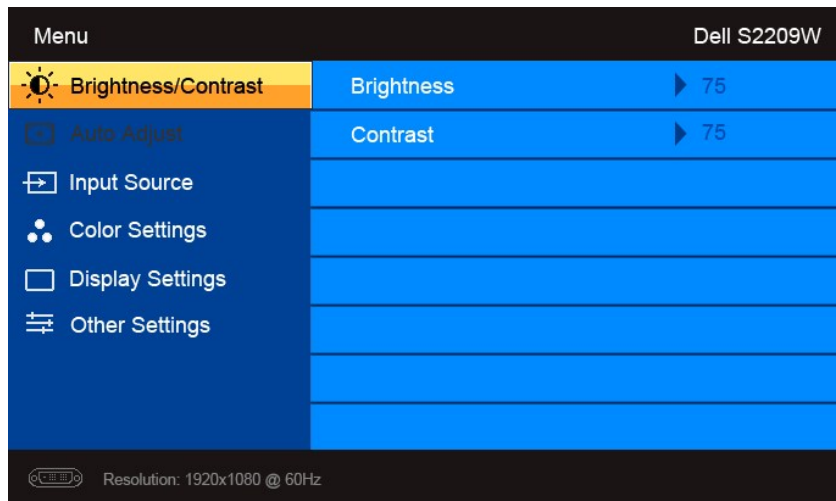 Menu Dell S2209W
Brightness/Contrast Brightness 75
Auto Adjust Contrast 75
Input Source
Color Settings
Display Settings
Other Settings
Resolution: 1920x1080 @ 60Hz